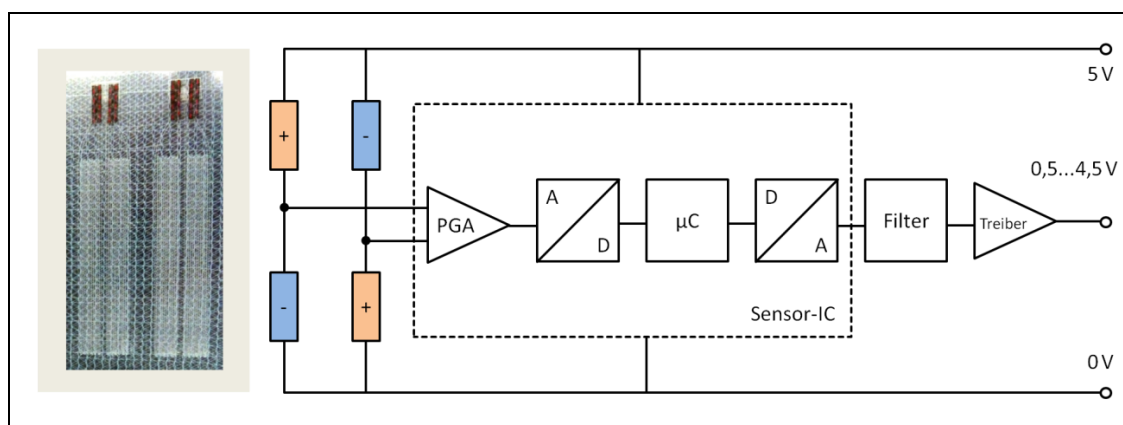 5 V
+
-
0,5...4,5 V
PGA
A
D
µC
D
A
Filter
Treiber
-
+
Sensor-IC
0 V